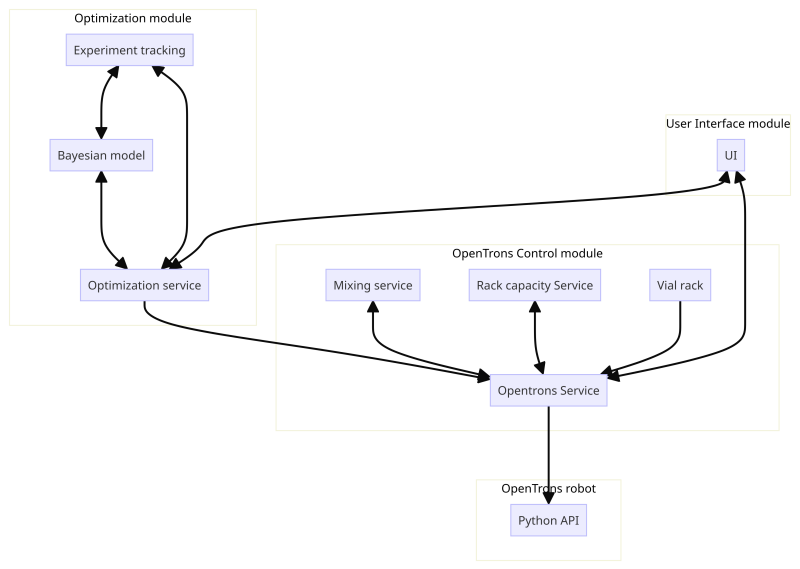 Optimization module
Experiment tracking
Bayesian model
Optimization service
User Interface module
UI
OpenTrons Control module
Mixing service
Rack capacity Service
Vial rack
Opentrons Service
OpenTrons robot
Python API